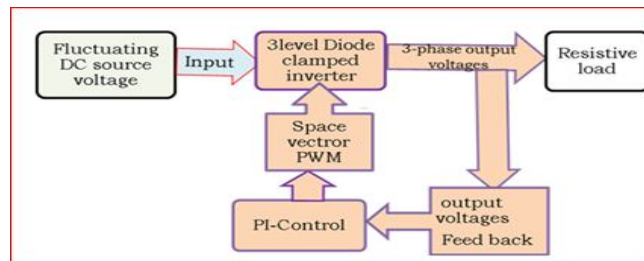 Fluctuating
DC source
voltage
Input
3level Diode
clamped
inverter
3-phase output
voltages
Resistive
load
Space
vectror
PWM
PI-Control
output
voltages
Feed back